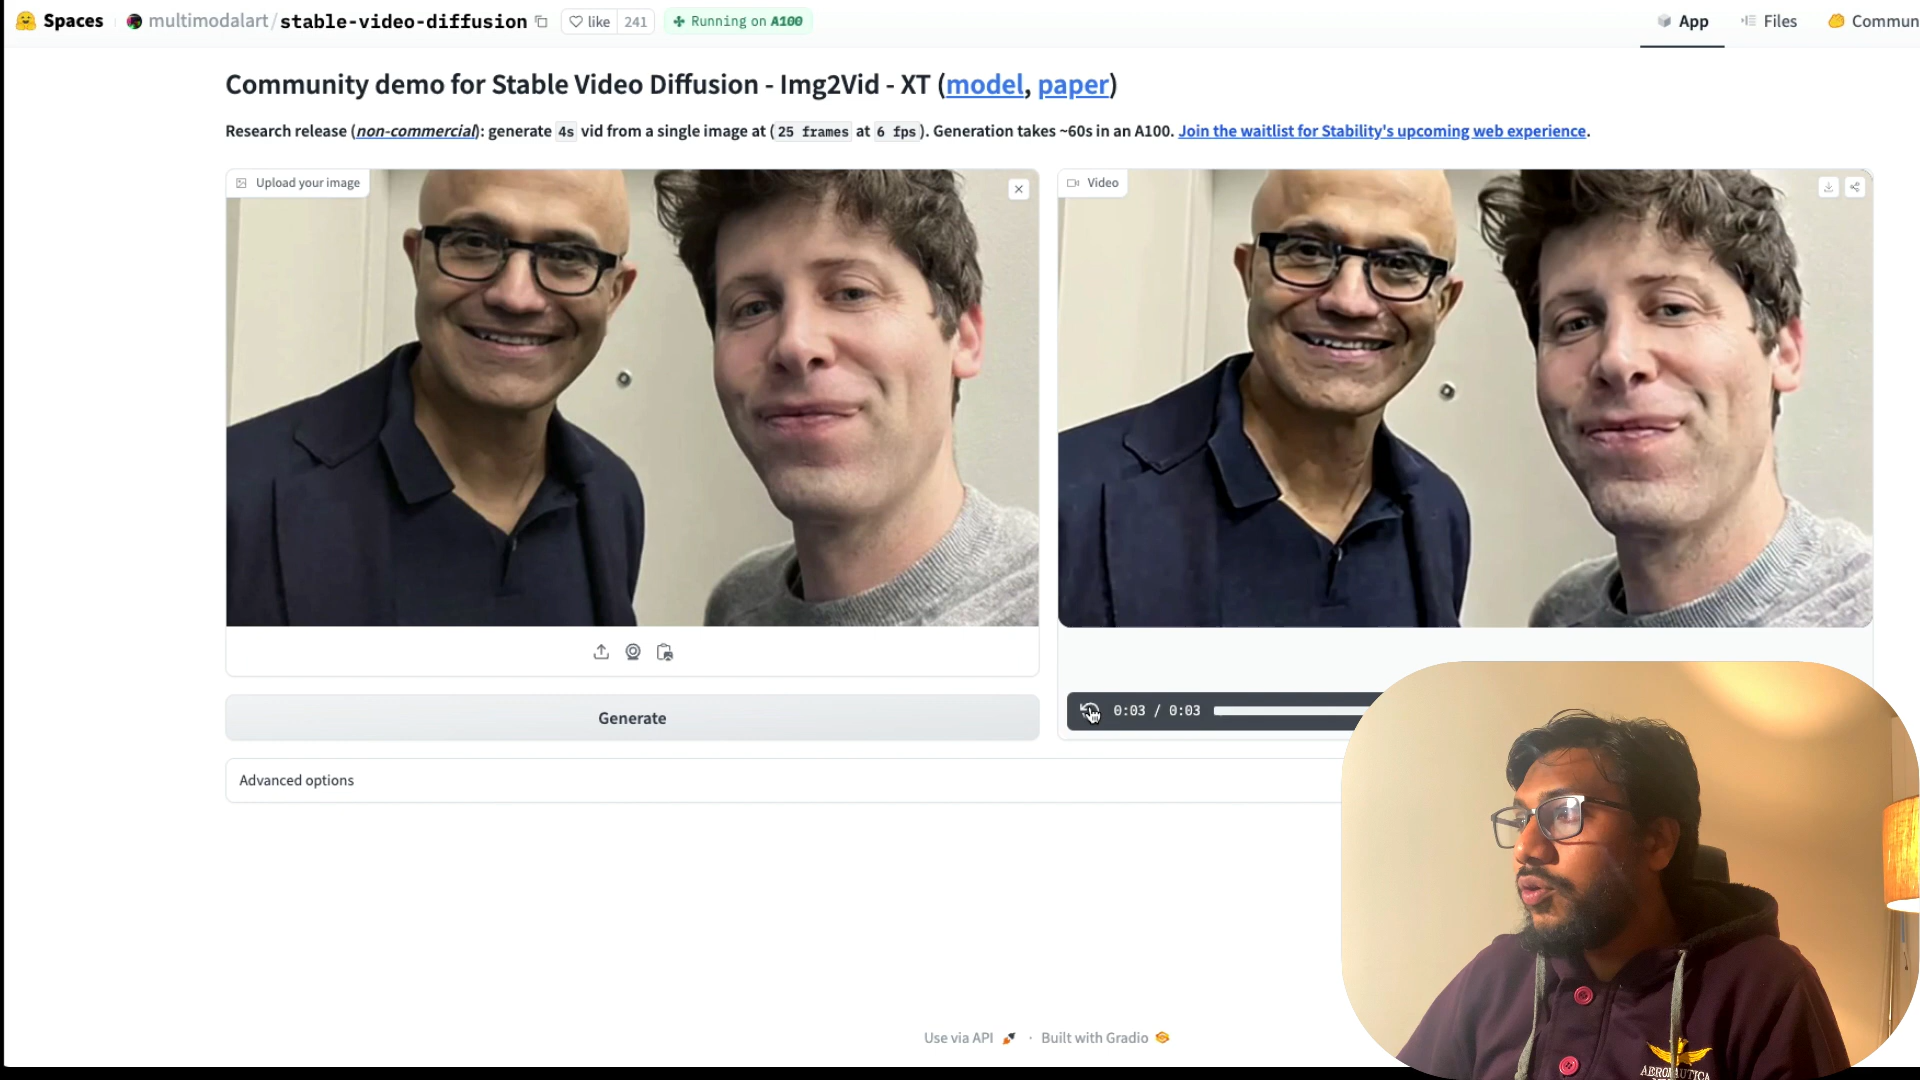 Spaces
multimodalart/stable-video-diffusion
like 241
Running on A100
App
Files
Commun
Community demo for Stable Video Diffusion - Img2Vid - XT (model, paper)
Research release (non-commercial): generate 4s vid from a single image at (25 frames at 6 fps). Generation takes ~60s in an A100. Join the waitlist for Stability's upcoming web experience.
Upload your image
Video
0:03 / 0:03
Generate
Advanced options
Use via API · Built with Gradio
AERONAUTICA